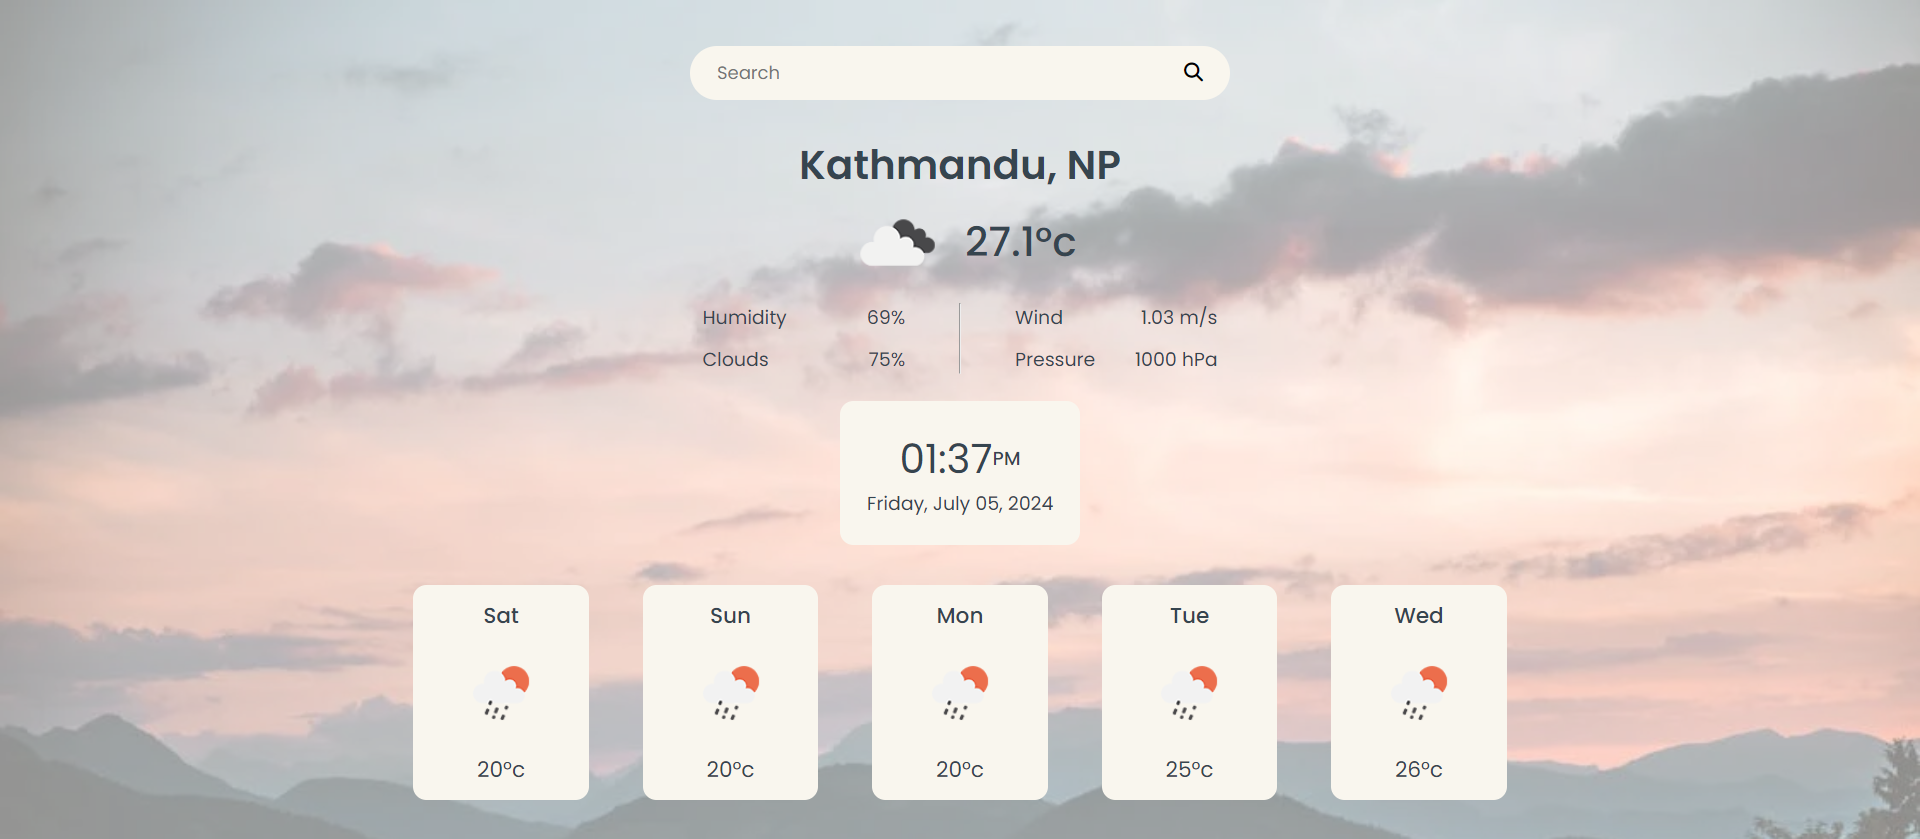 Search
Kathmandu, NP
27.1°c
Humidity 69% Wind 1.03 m/s
Clouds 75% Pressure 1000 hPa
01:37PM
Friday, July 05, 2024
Sat Sun Mon Tue Wed
20°c 20°c 20°c 25°c 26°c